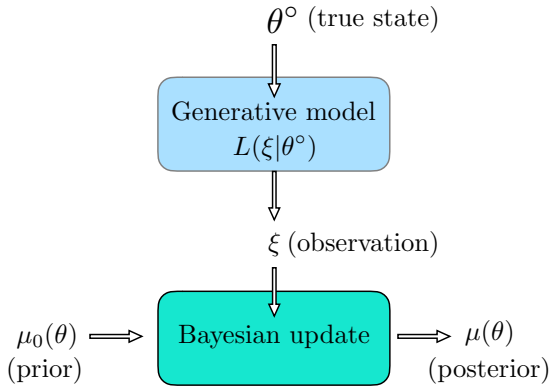 θ° (true state)
Generative model
L(ξ|θ°)
ξ (observation)
Bayesian update
μ₀(θ)
(prior)
μ(θ)
(posterior)